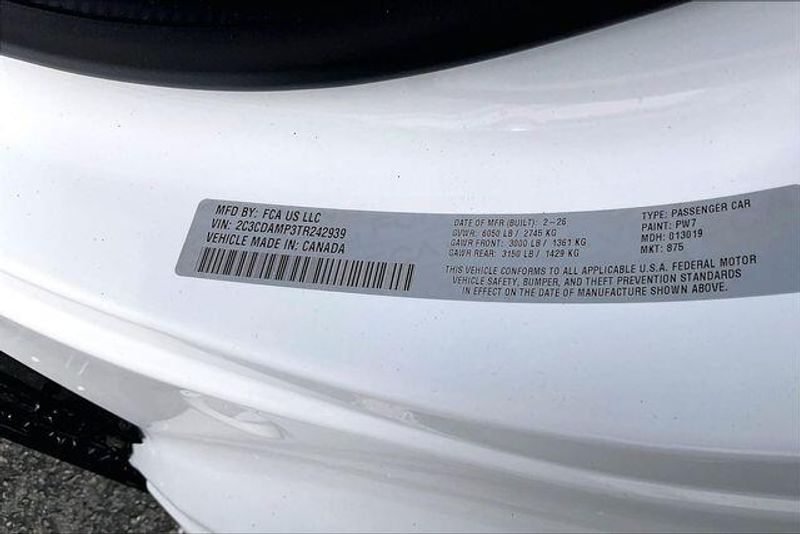 MFD BY: FCA US LLC
VIN: 2C3CDAMP3TR242939
VEHICLE MADE IN: CANADA
DATE OF MFR (BUILT): 2-26
GVWR: 6050 LB / 2745 KG
GAWR FRONT: 3000 LB / 1361 KG
GAWR REAR: 3150 LB / 1429 KG
TYPE: PASSENGER CAR
PAINT: PW7
MDH: 013019
MKT: 875
THIS VEHICLE CONFORMS TO ALL APPLICABLE U.S.A. FEDERAL MOTOR
VEHICLE SAFETY, BUMPER, AND THEFT PREVENTION STANDARDS
IN EFFECT ON THE DATE OF MANUFACTURE SHOWN ABOVE.